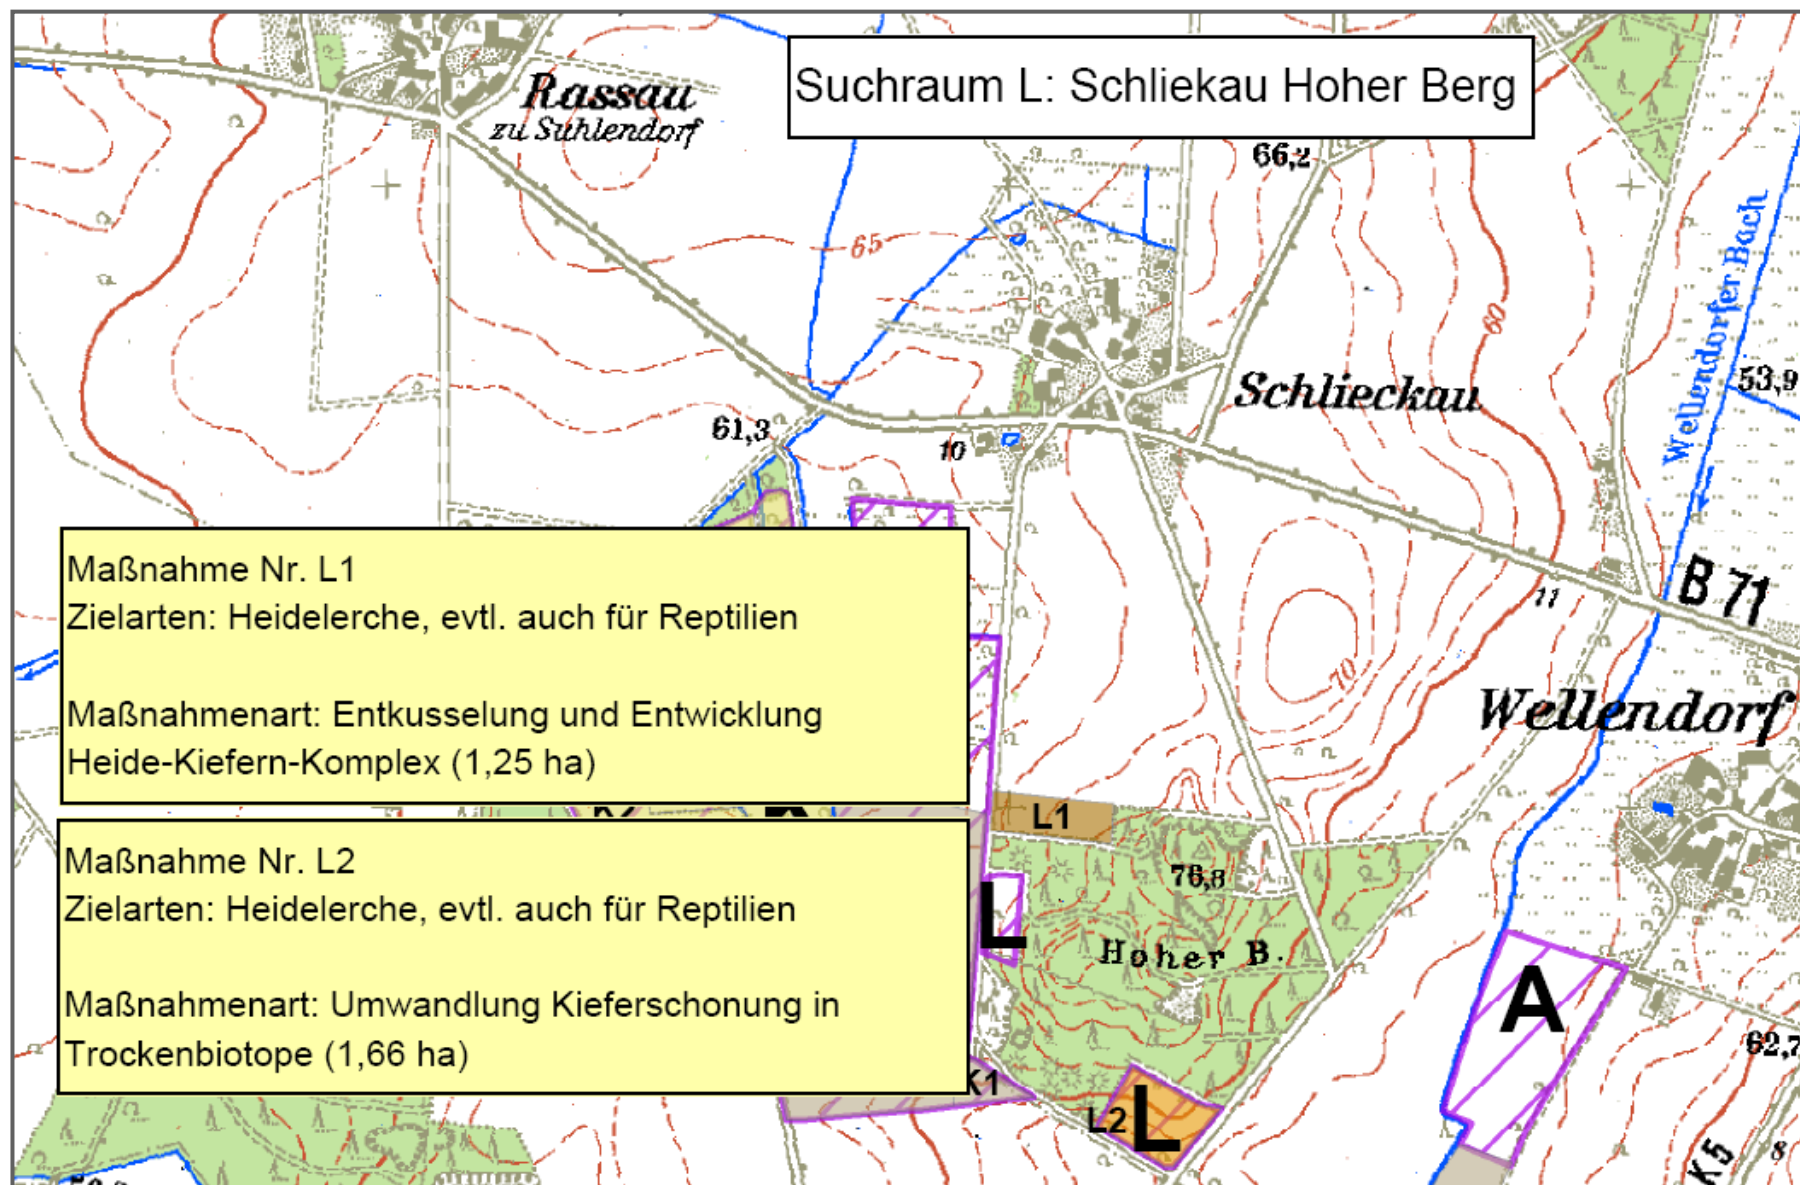 Rassau
zu Suhlendorf
Suchraum L: Schliekau Hoher Berg
66,2
65
60
Wellendorfer Bach
53,9
Schlieckau
61,3
10
11
B 71
70
Wellendorf
Maßnahme Nr. L1
Zielarten: Heidelerche, evtl. auch für Reptilien
Maßnahmenart: Entkusselung und Entwicklung
Heide-Kiefern-Komplex (1,25 ha)
L1
Maßnahme Nr. L2
Zielarten: Heidelerche, evtl. auch für Reptilien
Maßnahmenart: Umwandlung Kieferschonung in
Trockenbiotope (1,66 ha)
76,8
L
Hoher B.
A
62,7
K1
L2
L
K5
8